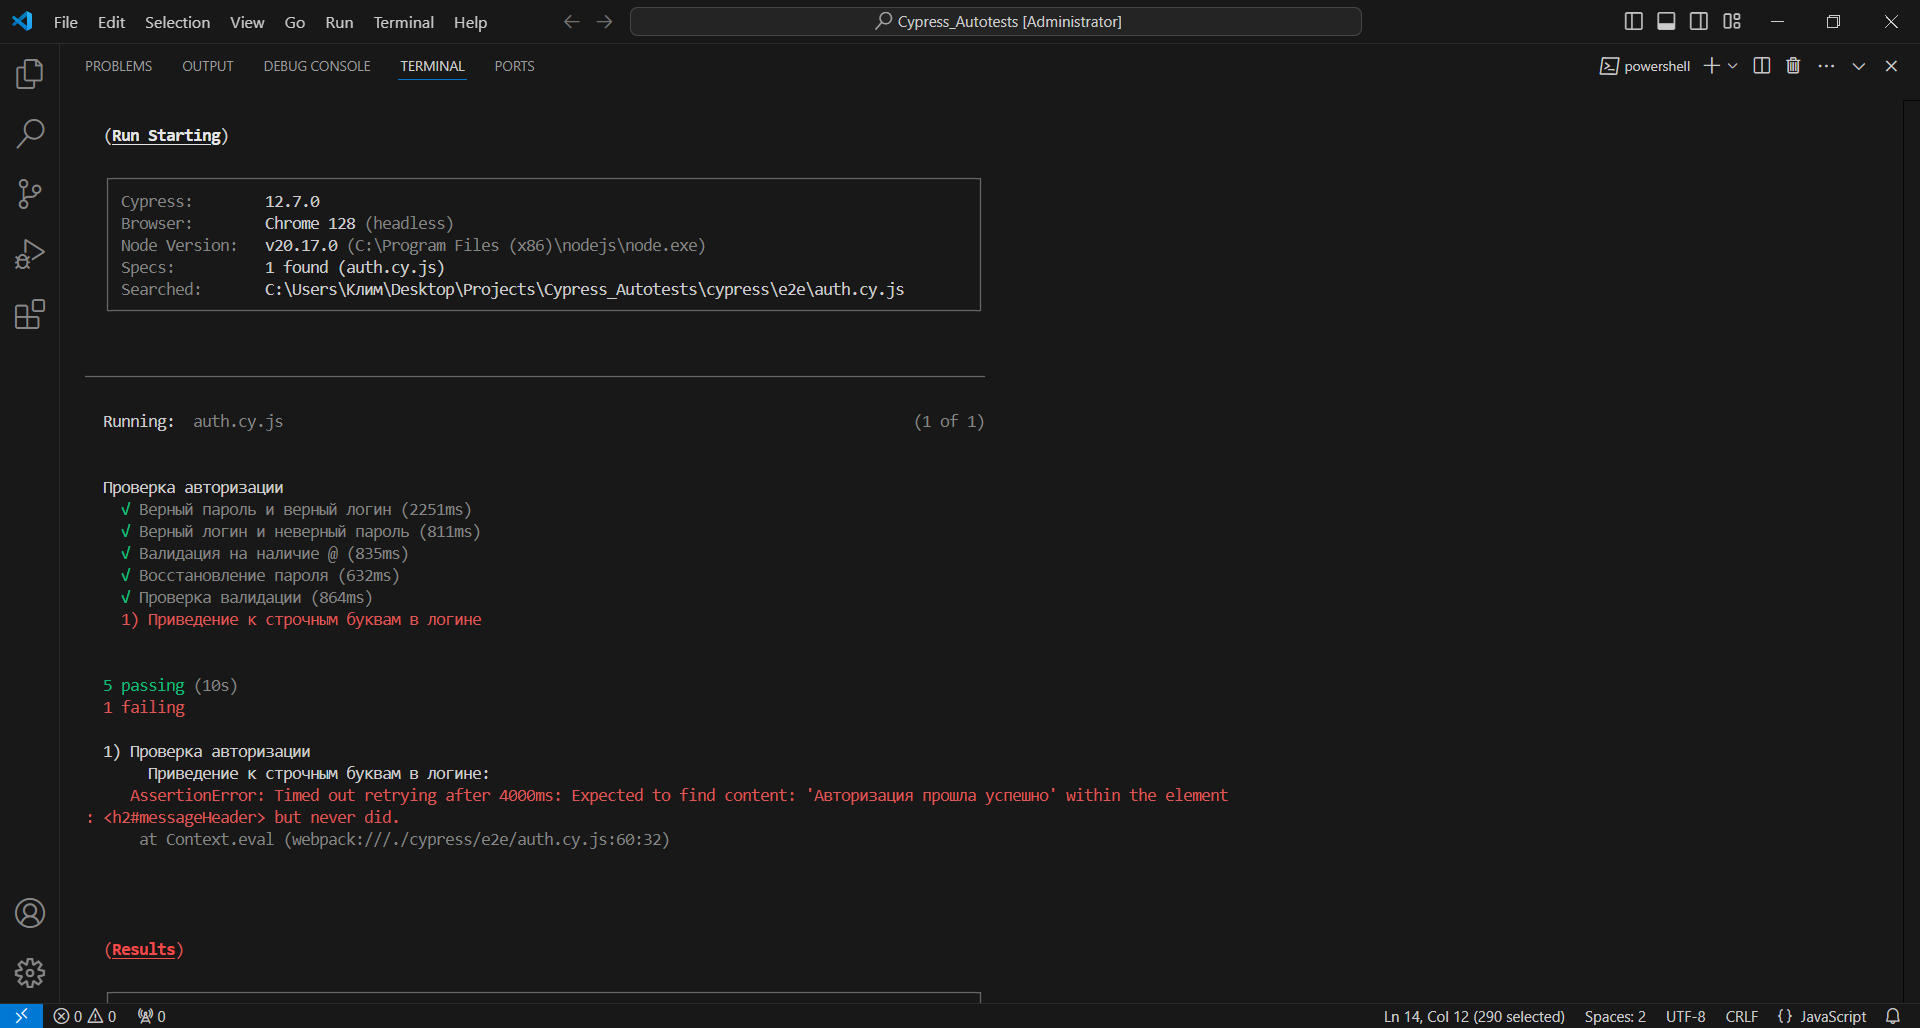 File Edit Selection View Go Run Terminal Help
Cypress_Autotests [Administrator]
PROBLEMS OUTPUT DEBUG CONSOLE TERMINAL PORTS
powershell
(Run Starting)
Cypress: 12.7.0
Browser: Chrome 128 (headless)
Node Version: v20.17.0 (C:\Program Files (x86)\nodejs\node.exe)
Specs: 1 found (auth.cy.js)
Searched: C:\Users\Клим\Desktop\Projects\Cypress_Autotests\cypress\e2e\auth.cy.js
Running: auth.cy.js (1 of 1)
Проверка авторизации
√ Верный пароль и верный логин (2251ms)
√ Верный логин и неверный пароль (811ms)
√ Валидация на наличие @ (835ms)
√ Восстановление пароля (632ms)
√ Проверка валидации (864ms)
1) Приведение к строчным буквам в логине
5 passing (10s)
1 failing
1) Проверка авторизации
Приведение к строчным буквам в логине:
AssertionError: Timed out retrying after 4000ms: Expected to find content: 'Авторизация прошла успешно' within the element
: <h2#messageHeader> but never did.
at Context.eval (webpack:///./cypress/e2e/auth.cy.js:60:32)
(Results)
0 0 0 Ln 14, Col 12 (290 selected) Spaces: 2 UTF-8 CRLF {} JavaScript